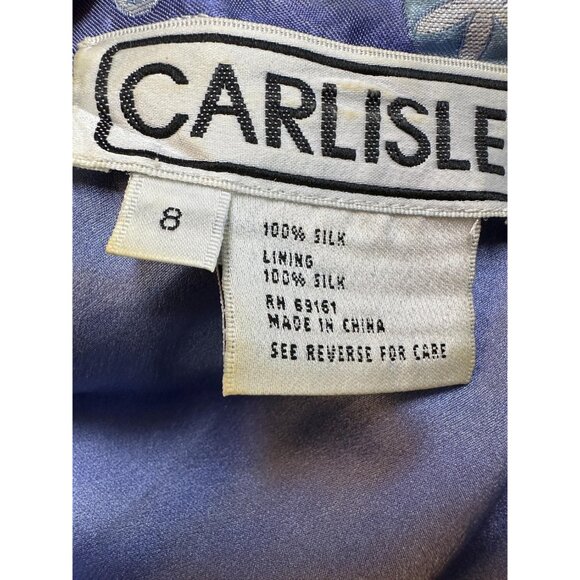 CARLISLE
8
100% SILK
LINING
100% SILK
RN 69161
MADE IN CHINA
SEE REVERSE FOR CARE